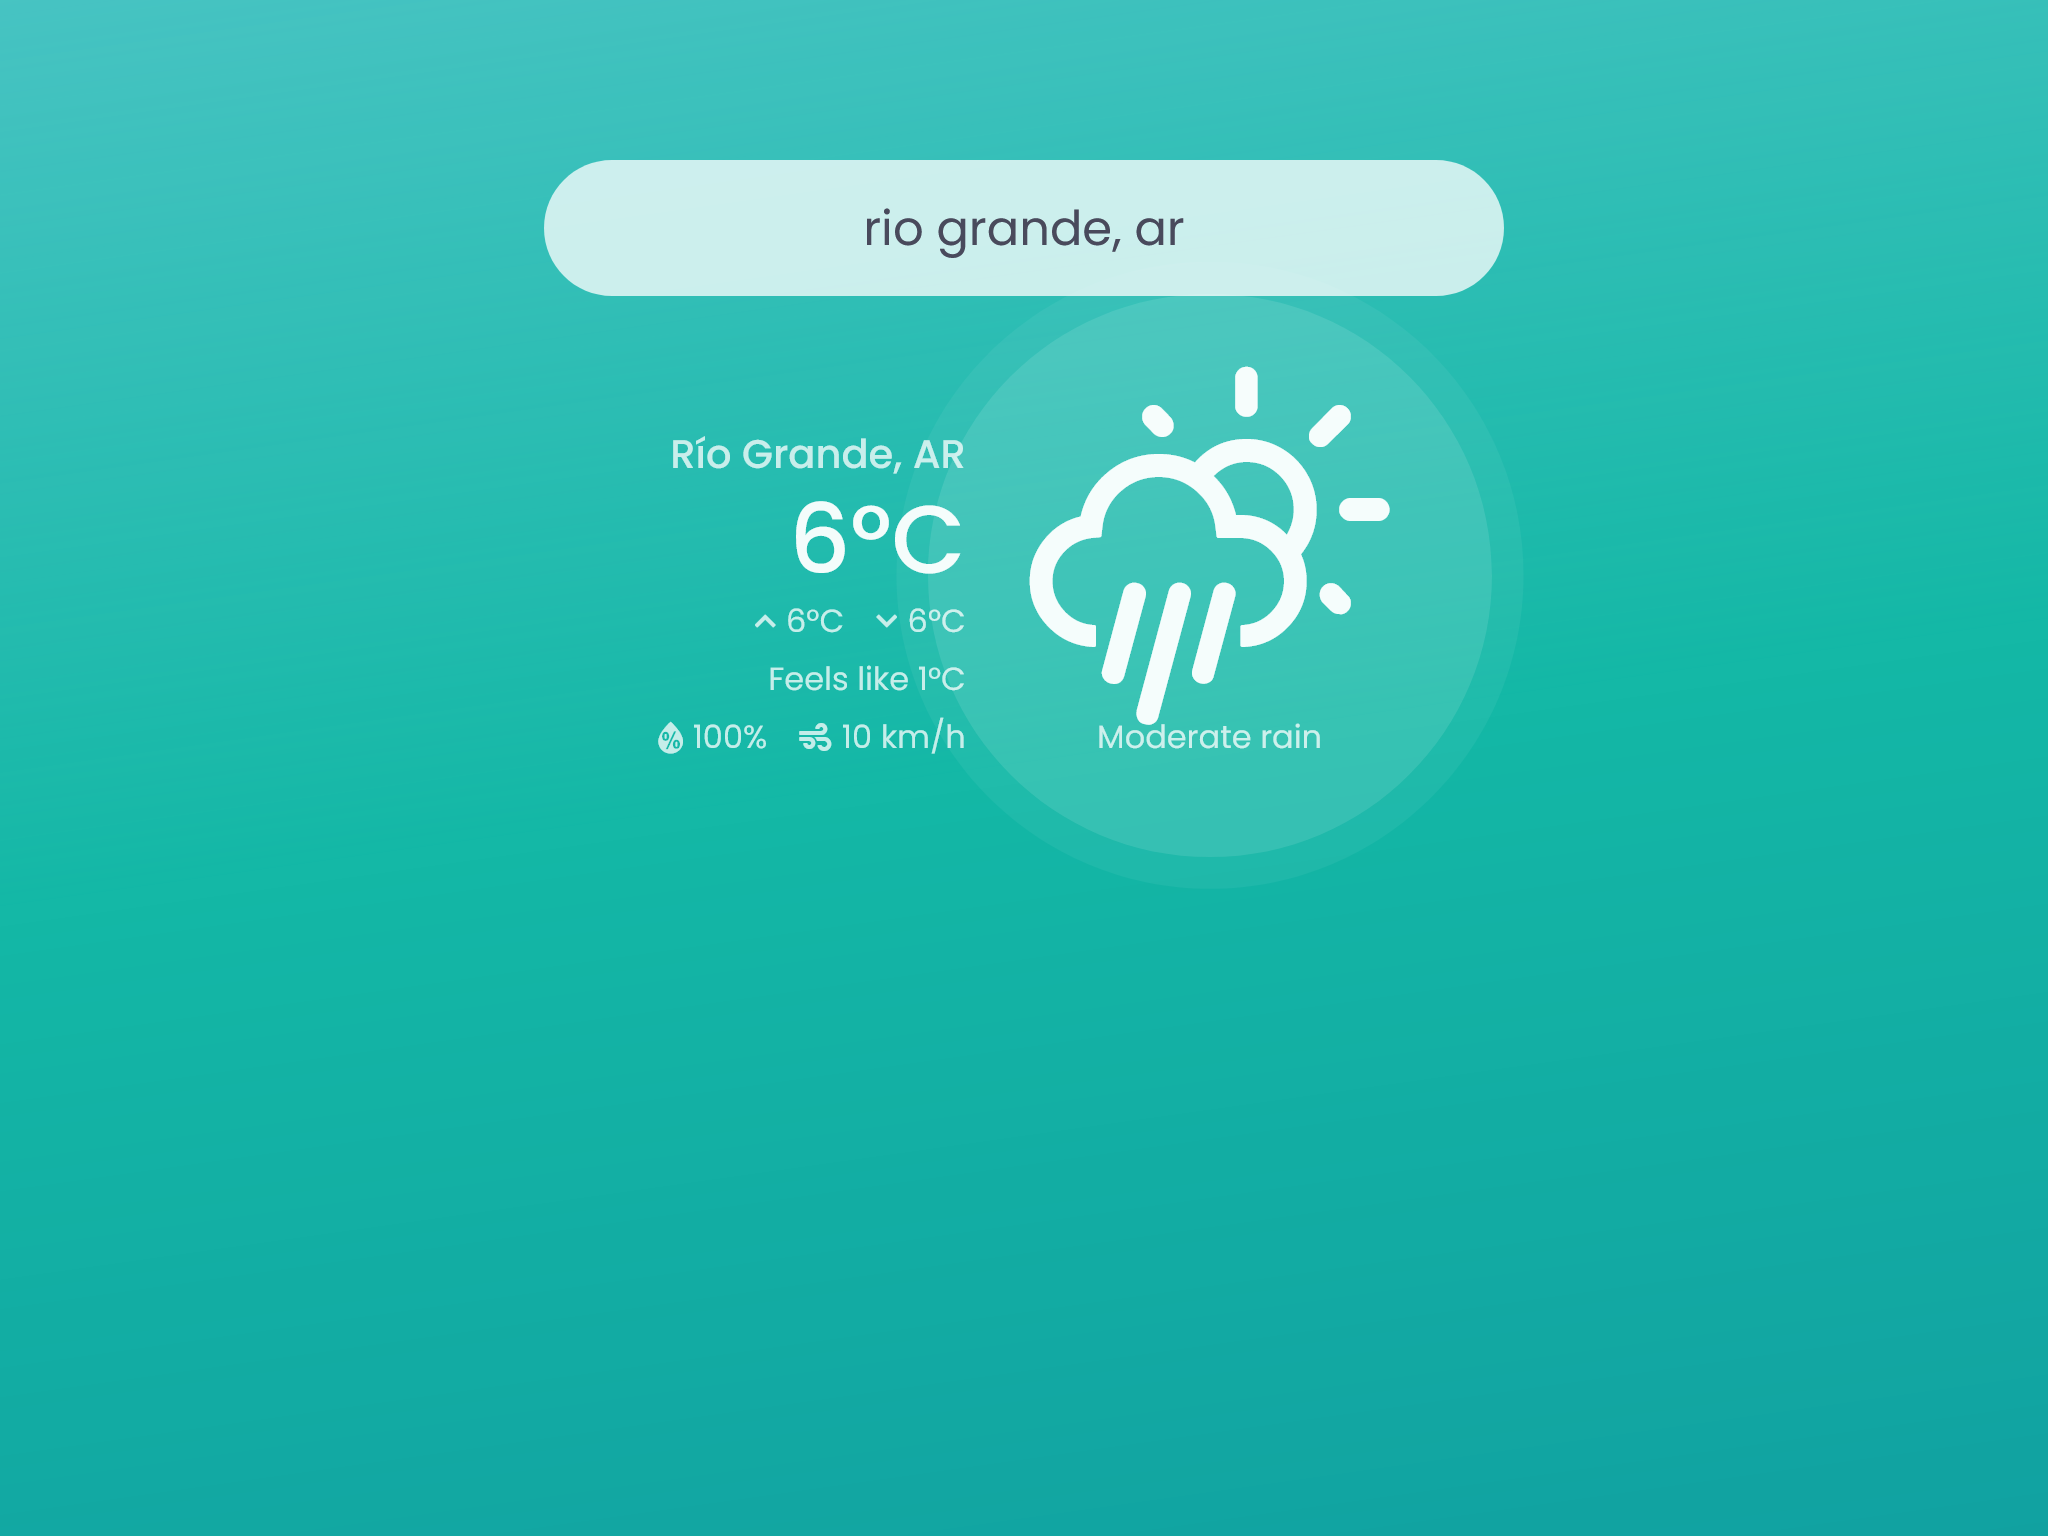 rio grande, ar
Río Grande, AR
6°C
6°C 6°C
Feels like 1°C
% 100% 10 km/h
Moderate rain